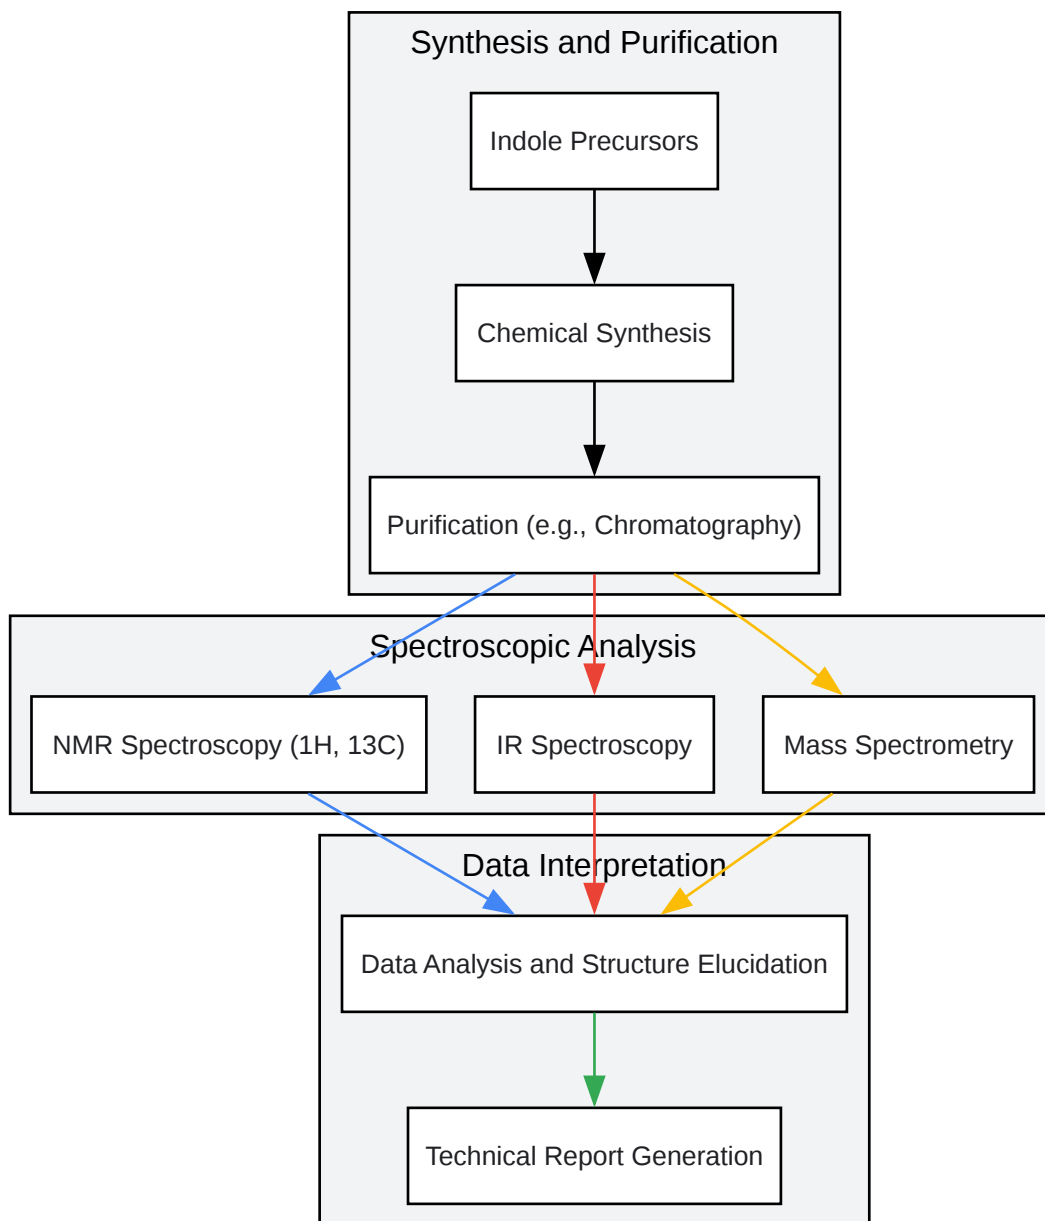 Synthesis and Purification
Indole Precursors
Chemical Synthesis
Purification (e.g., Chromatography)
Spectroscopic Analysis
NMR Spectroscopy (1H, 13C)
IR Spectroscopy
Mass Spectrometry
Data Interpretation
Data Analysis and Structure Elucidation
Technical Report Generation